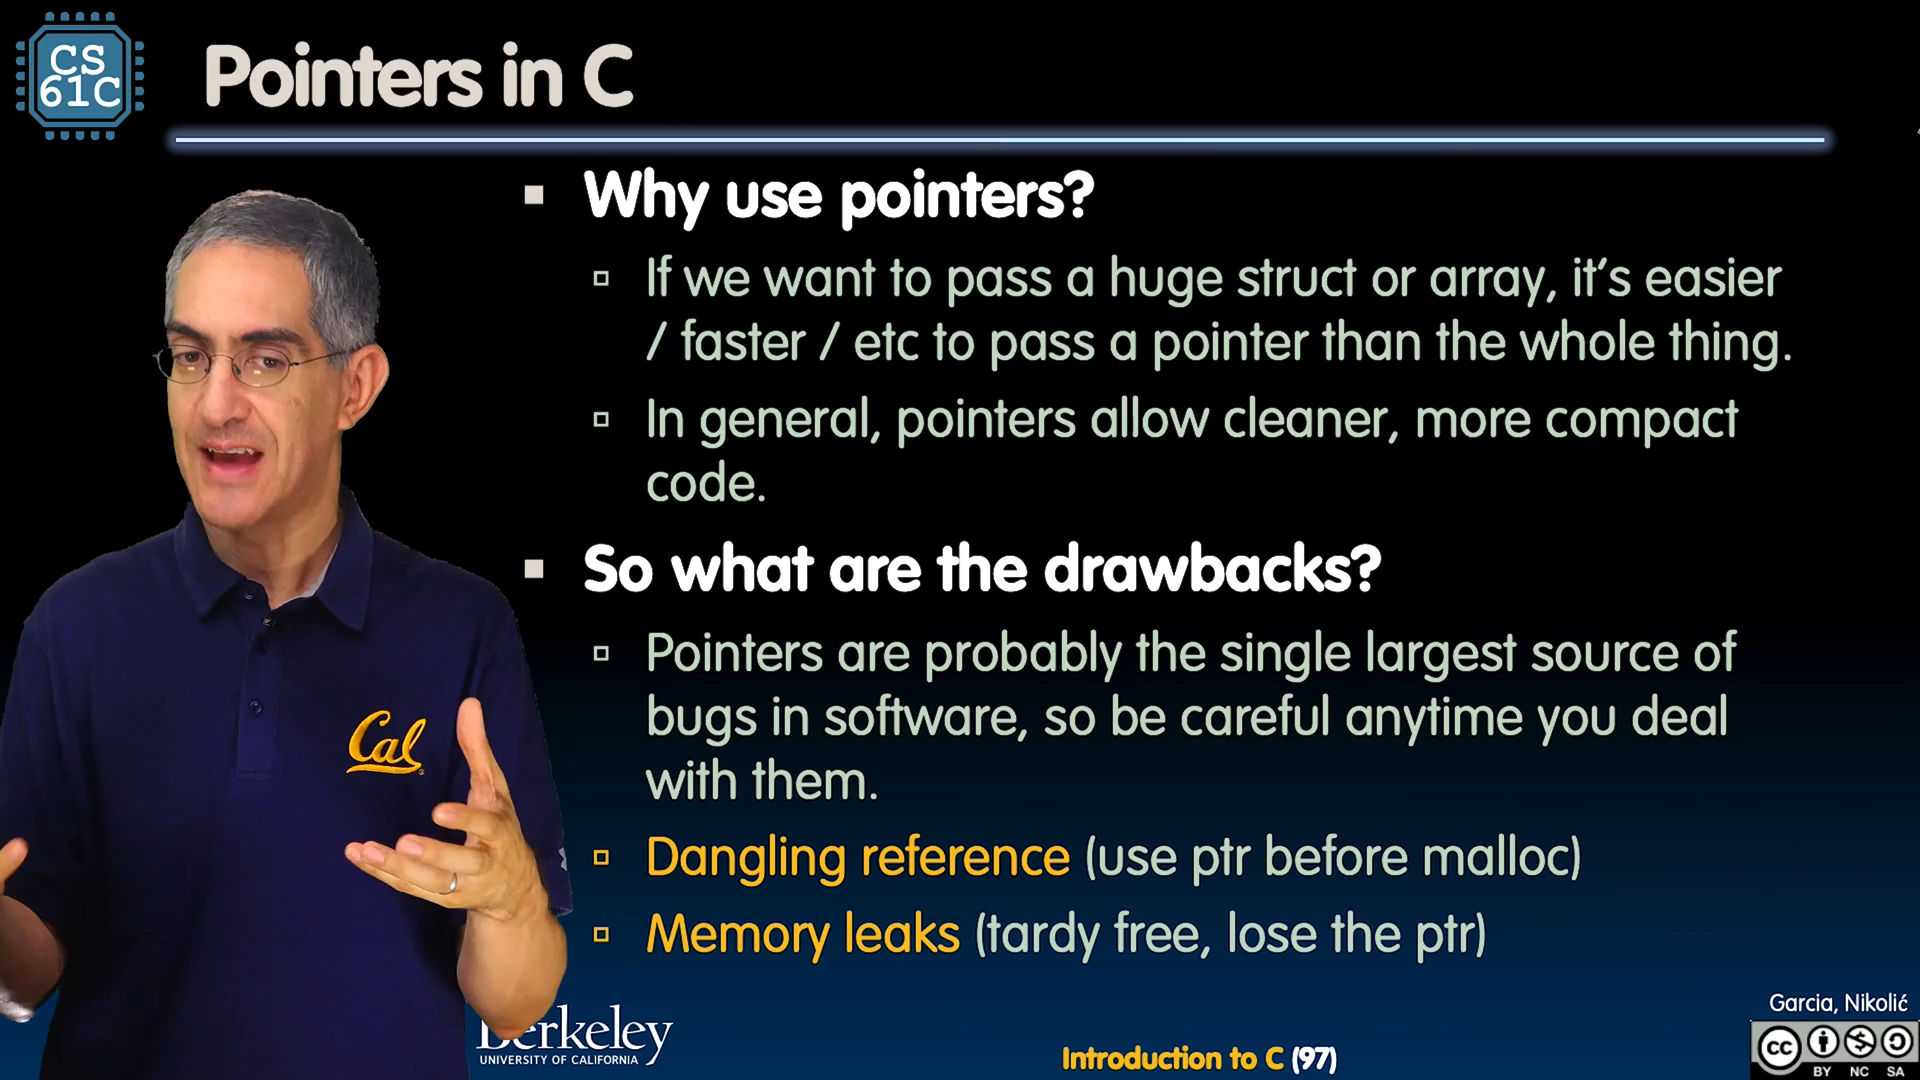 CS
61C
Pointers in C
Why use pointers?
If we want to pass a huge struct or array, it's easier
/ faster / etc to pass a pointer than the whole thing.
In general, pointers allow cleaner, more compact
code.
So what are the drawbacks?
Pointers are probably the single largest source of
bugs in software, so be careful anytime you deal
with them.
Dangling reference (use ptr before malloc)
Memory leaks (tardy free, lose the ptr)
Cal
Berkeley
UNIVERSITY OF CALIFORNIA
Introduction to C (97)
Garcia, Nikolić
cc
BY NC SA